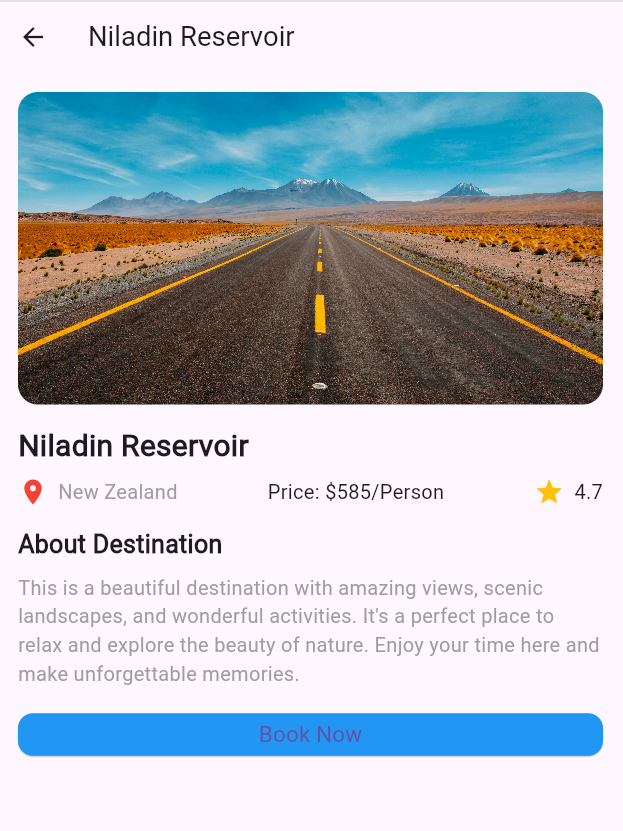 Niladin Reservoir
Niladin Reservoir
New Zealand Price: $585/Person 4.7
About Destination
This is a beautiful destination with amazing views, scenic
landscapes, and wonderful activities. It's a perfect place to
relax and explore the beauty of nature. Enjoy your time here and
make unforgettable memories.
Book Now